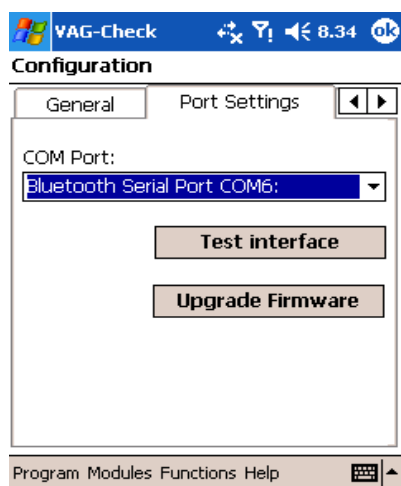 VAG-Check 8.34 ok
Configuration
General Port Settings
COM Port:
Bluetooth Serial Port COM6:
Test interface
Upgrade Firmware
Program Modules Functions Help